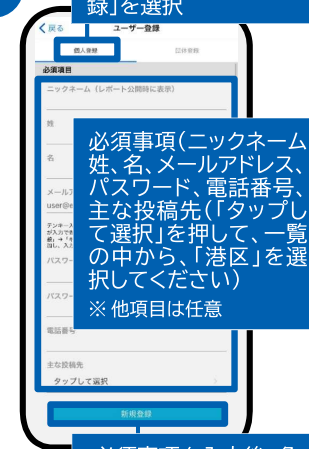 録」を選択
戻る
ユーザー登録
個人登録
団体登録
必須項目
ニックネーム（レポート公開時に表示）
姓
名
必須事項（ニックネーム
姓、名、メールアドレス、
パスワード、電話番号、
主な投稿先（「タップし
て選択」を押して、一覧
の中から、「港区」を選
択してください）
※ 他項目は任意
メールア
user@e
パスワー
パスワー
電話番号
主な投稿先
タップして選択
新規登録